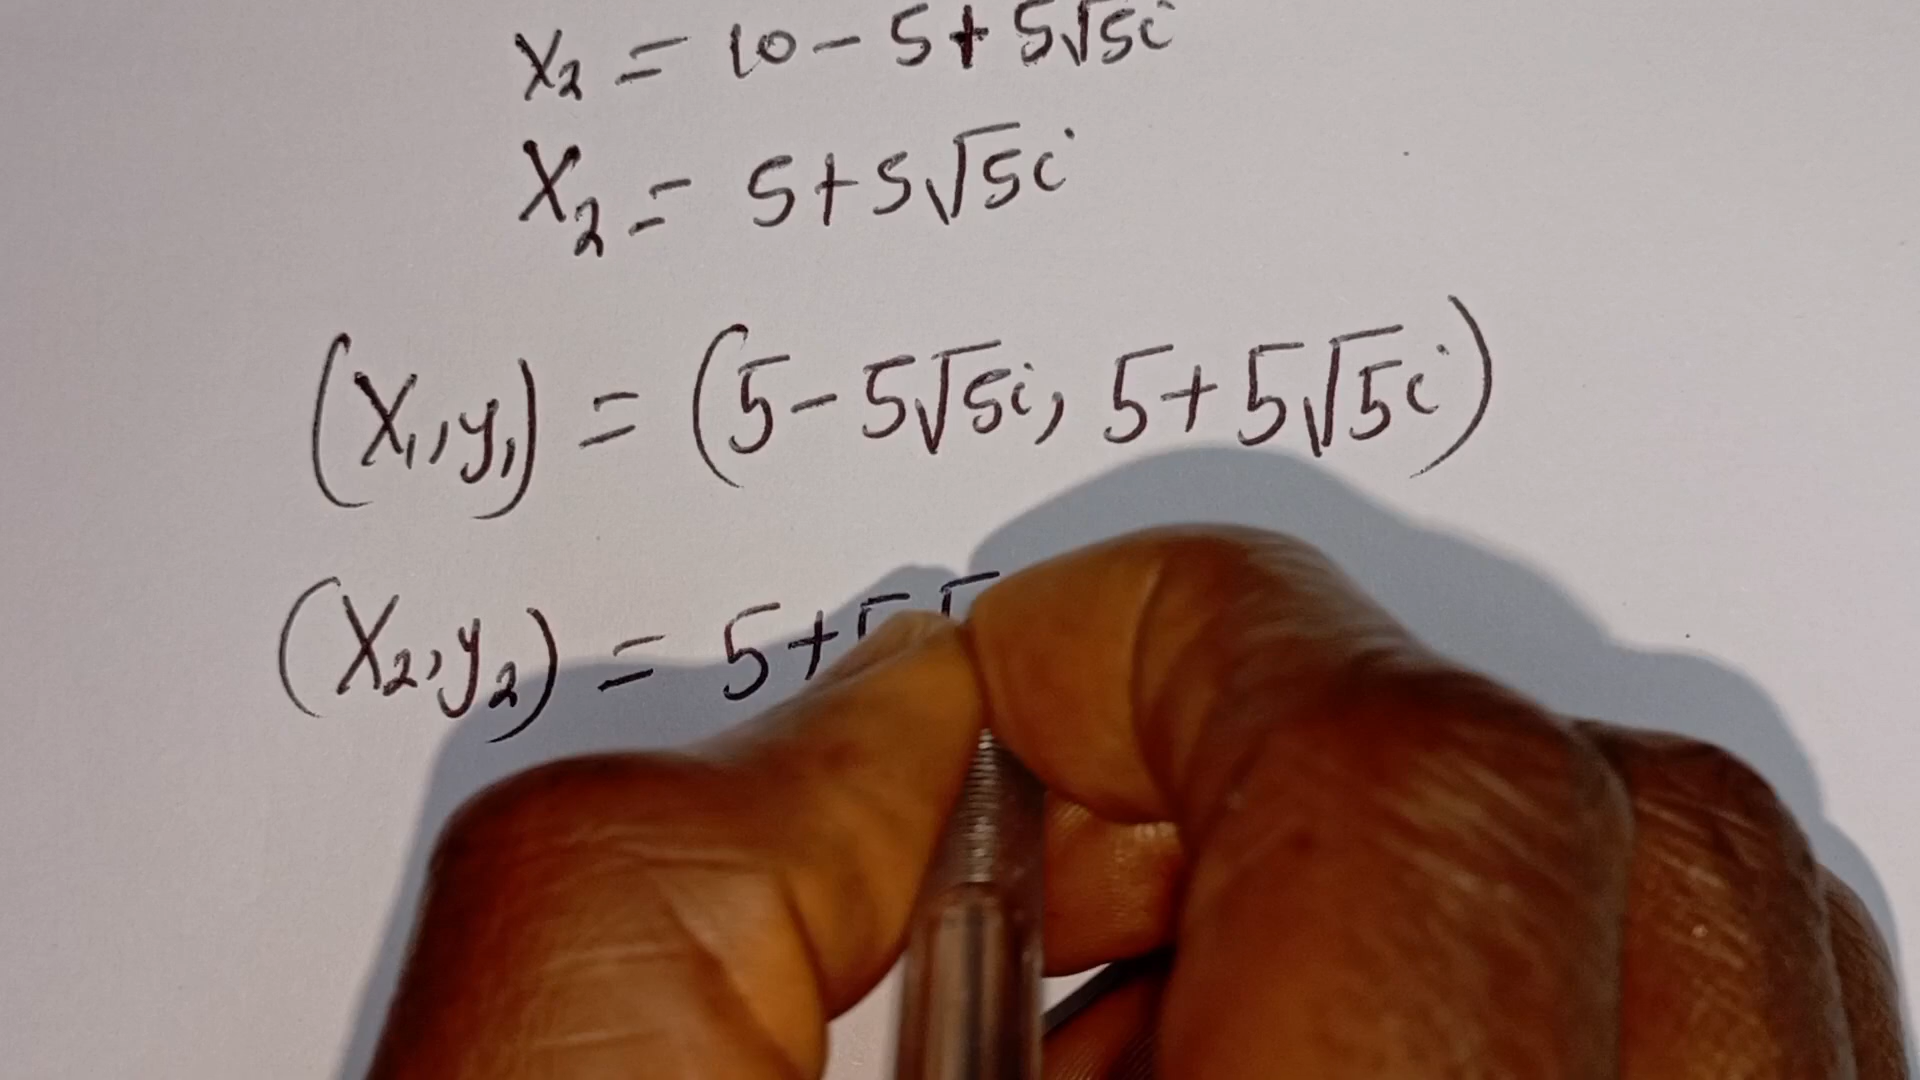 X₂ = 10 - 5 + 5√5i
X₂ = 5 + 5√5i
(X₁, y₁) = (5 - 5√5i, 5 + 5√5i)
(X₂, y₂) = 5 + 5√